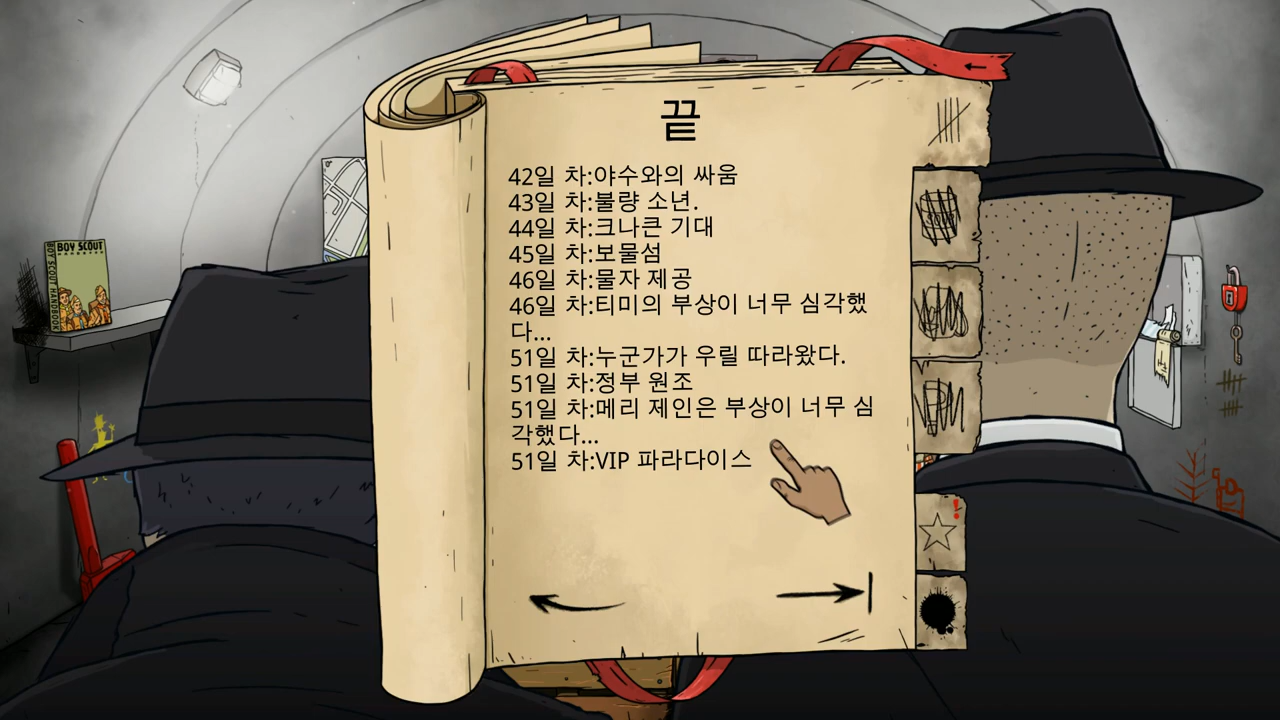 끝
42일 차:야수와의 싸움
43일 차:불량 소년.
44일 차:크나큰 기대
45일 차:보물섬
46일 차:물자 제공
46일 차:티미의 부상이 너무 심각했
다...
51일 차:누군가가 우릴 따라왔다.
51일 차:정부 원조
51일 차:메리 제인은 부상이 너무 심
각했다...
51일 차:VIP 파라다이스
BOY SCOUT
BOY SCOUT HANDBOOK